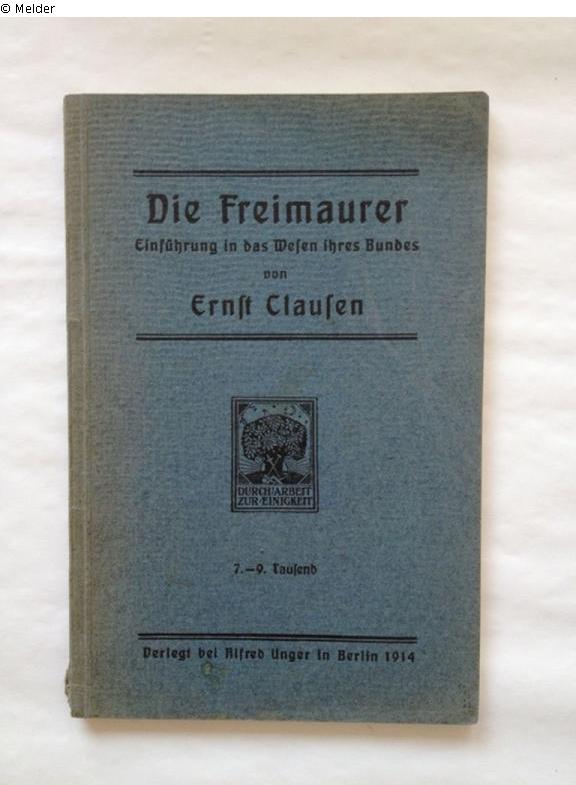 © Melder
Die Freimaurer
Einführung in das Weſen ihres Bundes
von
Ernſt Clauſen
DURCH ARBEIT
ZUR EINIGKEIT
7.—9. Tauſend
Verlegt bei Alfred Unger in Berlin 1914